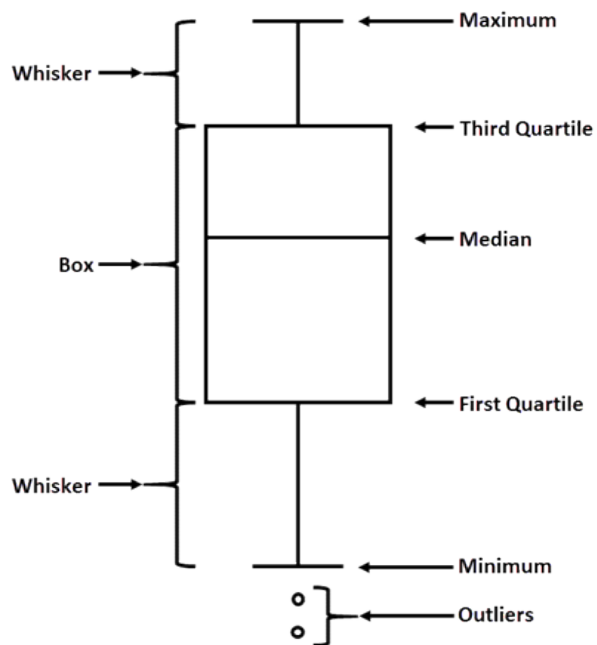 Maximum
Whisker
Third Quartile
Median
Box
First Quartile
Whisker
Minimum
Outliers